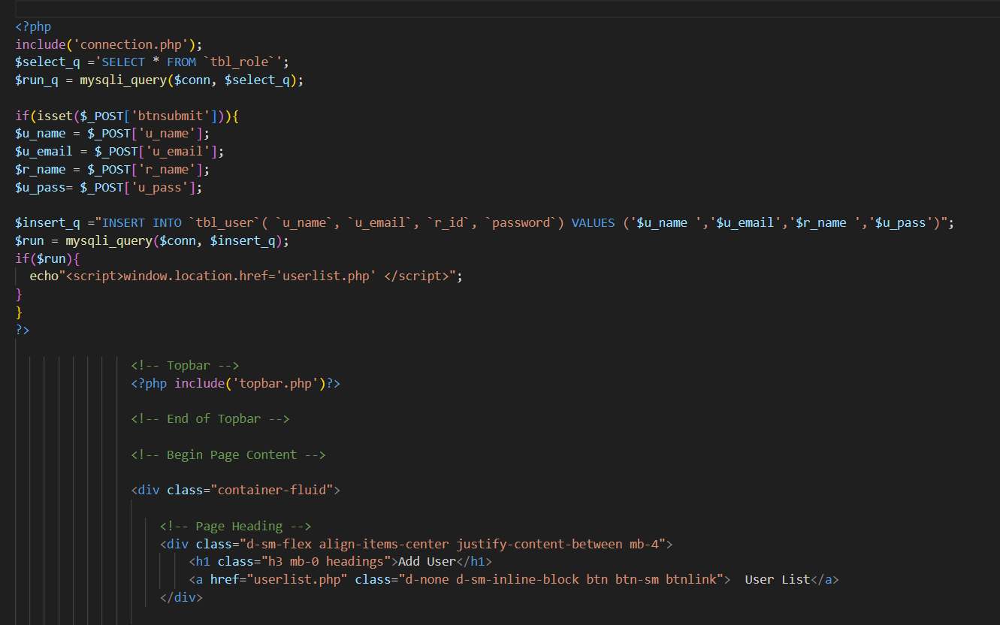 <?php
include('connection.php');
$select_q ='SELECT * FROM `tbl_role`';
$run_q = mysqli_query($conn, $select_q);
if(isset($_POST['btnsubmit'])){
$u_name = $_POST['u_name'];
$u_email = $_POST['u_email'];
$r_name = $_POST['r_name'];
$u_pass= $_POST['u_pass'];
$insert_q ="INSERT INTO `tbl_user`( `u_name`, `u_email`, `r_id`, `password`) VALUES ('$u_name ','$u_email','$r_name ','$u_pass')";
$run = mysqli_query($conn, $insert_q);
if($run){
echo"<script>window.location.href='userlist.php' </script>";
}
}
?>
<!-- Topbar -->
<?php include('topbar.php')?>
<!-- End of Topbar -->
<!-- Begin Page Content -->
<div class="container-fluid">
<!-- Page Heading -->
<div class="d-sm-flex align-items-center justify-content-between mb-4">
<h1 class="h3 mb-0 headings">Add User</h1>
<a href="userlist.php" class="d-none d-sm-inline-block btn btn-sm btnlink">  User List</a>
</div>